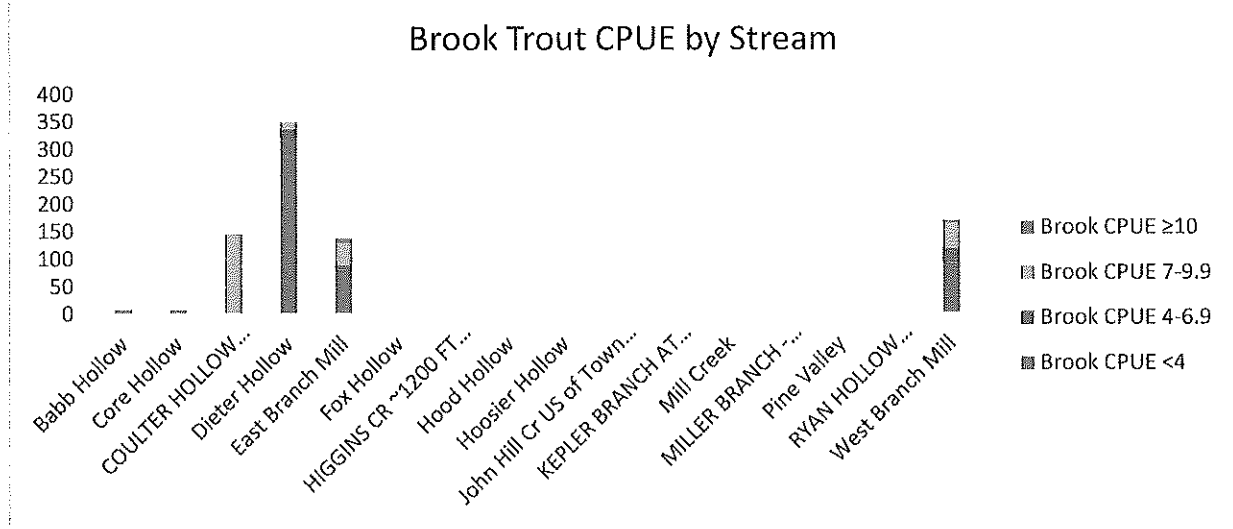 Brook Trout CPUE by Stream
400
350
300
250
200
150
100
50
0
Babb Hollow
Core Hollow
COULTER HOLLOW...
Dieter Hollow
East Branch Mill
Fox Hollow
HIGGINS CR ~1200 FT...
Hood Hollow
Hoosier Hollow
John Hill Cr US of Town...
KEPLER BRANCH AT...
Mill Creek
MILLER BRANCH -...
Pine Valley
RYAN HOLLOW...
West Branch Mill
Brook CPUE ≥10
Brook CPUE 7-9.9
Brook CPUE 4-6.9
Brook CPUE <4